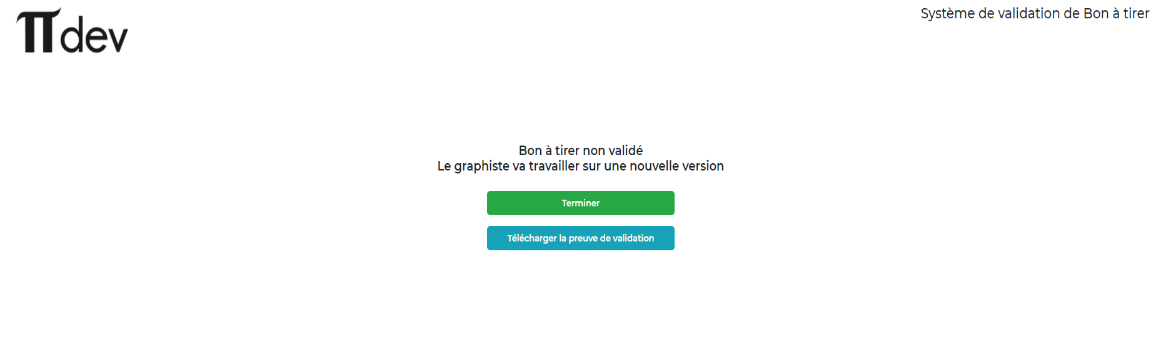 πdev
Système de validation de Bon à tirer
Bon à tirer non validé
Le graphiste va travailler sur une nouvelle version
Terminer
Télécharger la preuve de validation